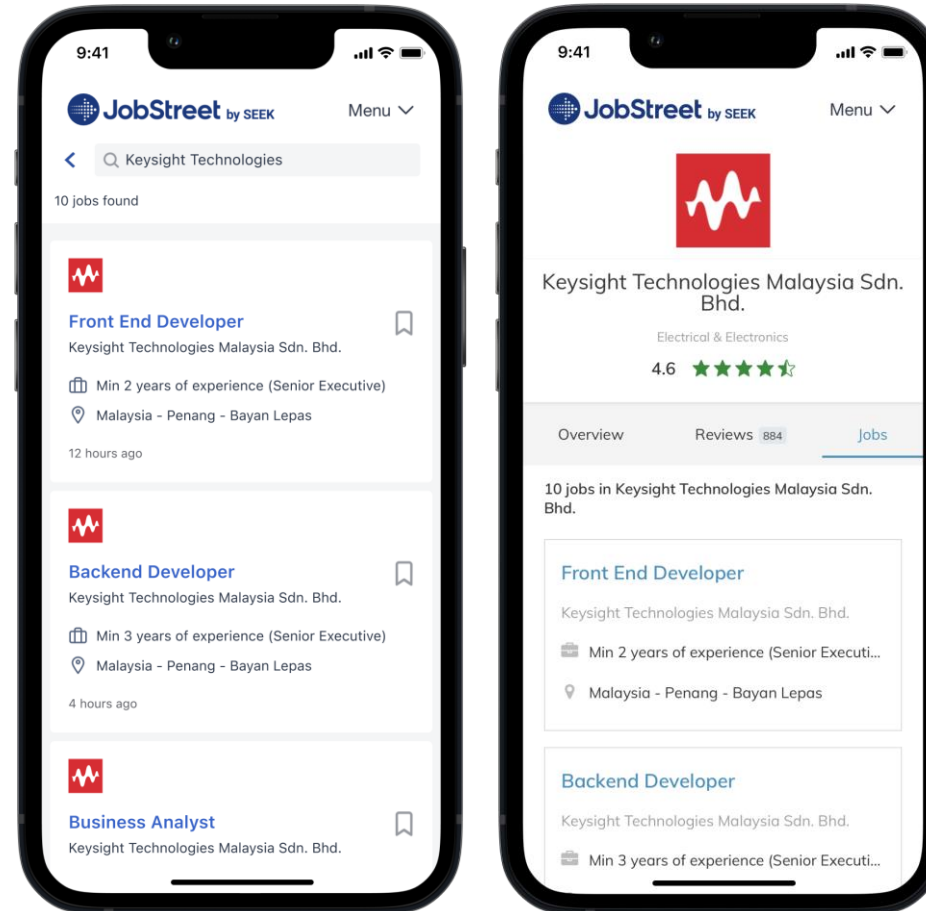 9:41
JobStreet by SEEK
Menu
Keysight Technologies
10 jobs found
Front End Developer
Keysight Technologies Malaysia Sdn. Bhd.
Min 2 years of experience (Senior Executive)
Malaysia - Penang - Bayan Lepas
12 hours ago
Backend Developer
Keysight Technologies Malaysia Sdn. Bhd.
Min 3 years of experience (Senior Executive)
Malaysia - Penang - Bayan Lepas
4 hours ago
Business Analyst
Keysight Technologies Malaysia Sdn. Bhd.
9:41
JobStreet by SEEK
Menu
Keysight Technologies Malaysia Sdn.
Bhd.
Electrical & Electronics
4.6
Overview
Reviews 884
Jobs
10 jobs in Keysight Technologies Malaysia Sdn.
Bhd.
Front End Developer
Keysight Technologies Malaysia Sdn. Bhd.
Min 2 years of experience (Senior Executi...
Malaysia - Penang - Bayan Lepas
Backend Developer
Keysight Technologies Malaysia Sdn. Bhd.
Min 3 years of experience (Senior Executi...